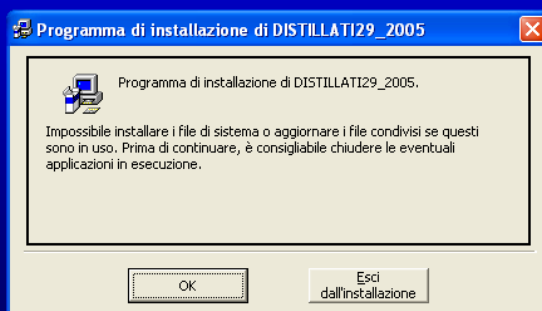 Programma di installazione di DISTILLATI29_2005
Programma di installazione di DISTILLATI29_2005.
Impossibile installare i file di sistema o aggiornare i file condivisi se questi
sono in uso. Prima di continuare, è consigliabile chiudere le eventuali
applicazioni in esecuzione.
OK
Esci
dall'installazione